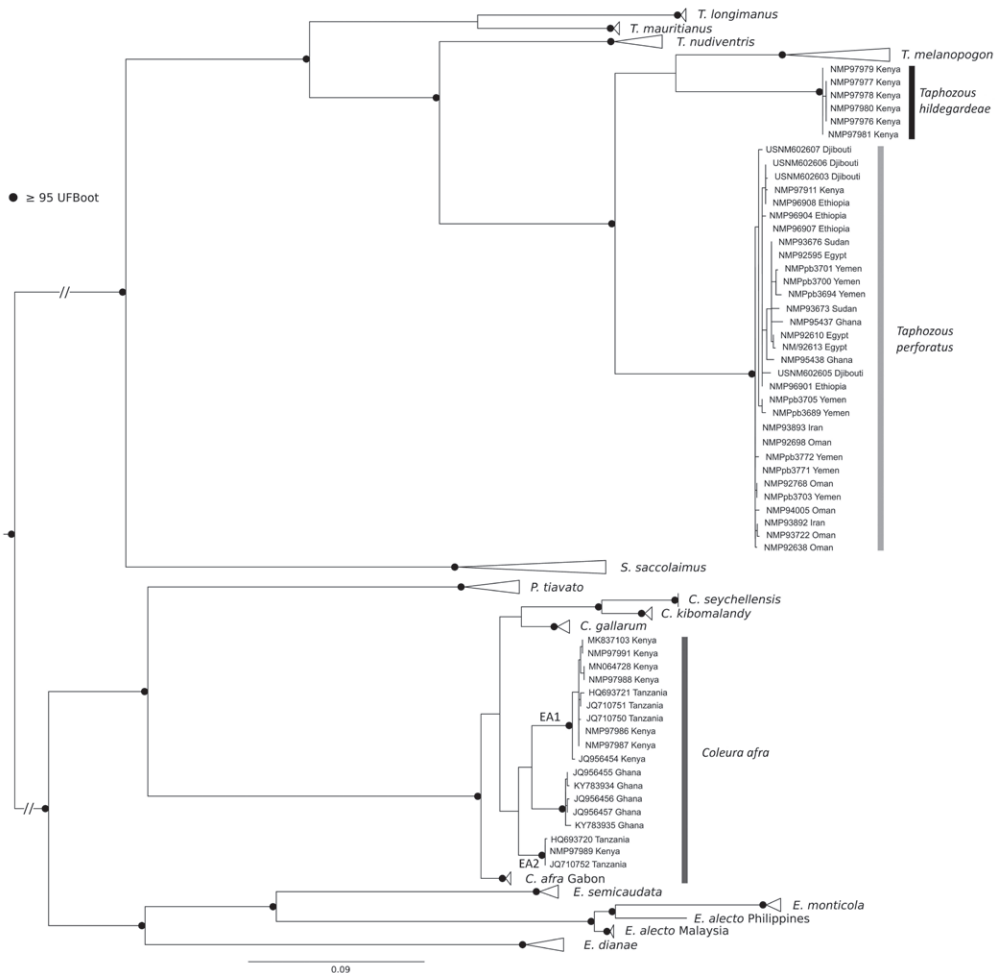 T. longimanus
T. mauritianus
T. nudiventris
T. melanopogon
NMP97979 Kenya
NMP97977 Kenya
NMP97978 Kenya
NMP97980 Kenya
NMP97976 Kenya
NMP97981 Kenya
Taphozous
hildegardeae
USNM602607 Djibouti
USNM602606 Djibouti
USNM602603 Djibouti
NMP97911 Kenya
NMP96908 Ethiopia
NMP96904 Ethiopia
NMP96907 Ethiopia
NMP93676 Sudan
NMP92595 Egypt
NMPpb3701 Yemen
NMPpb3700 Yemen
NMPpb3694 Yemen
NMP93673 Sudan
NMP95437 Ghana
NMP92610 Egypt
NM/92613 Egypt
NMP95438 Ghana
USNM602605 Djibouti
NMP96901 Ethiopia
NMPpb3705 Yemen
NMPpb3689 Yemen
NMP93893 Iran
NMP92698 Oman
NMPpb3772 Yemen
NMPpb3771 Yemen
NMP92768 Oman
NMPpb3703 Yemen
NMP94005 Oman
NMP93892 Iran
NMP93722 Oman
NMP92638 Oman
Taphozous
perforatus
≥ 95 UFBoot
S. saccolaimus
P. tiavato
C. seychellensis
C. kibomalandy
C. gallarum
MK837103 Kenya
NMP97991 Kenya
MN064728 Kenya
NMP97988 Kenya
HQ693721 Tanzania
JQ710751 Tanzania
JQ710750 Tanzania
NMP97986 Kenya
NMP97987 Kenya
JQ956454 Kenya
EA1
JQ956455 Ghana
KY783934 Ghana
JQ956456 Ghana
JQ956457 Ghana
KY783935 Ghana
HQ693720 Tanzania
NMP97989 Kenya
JQ710752 Tanzania
EA2
Coleura afra
C. afra Gabon
E. semicaudata
E. monticola
E. alecto Philippines
E. alecto Malaysia
E. dianae
0.09